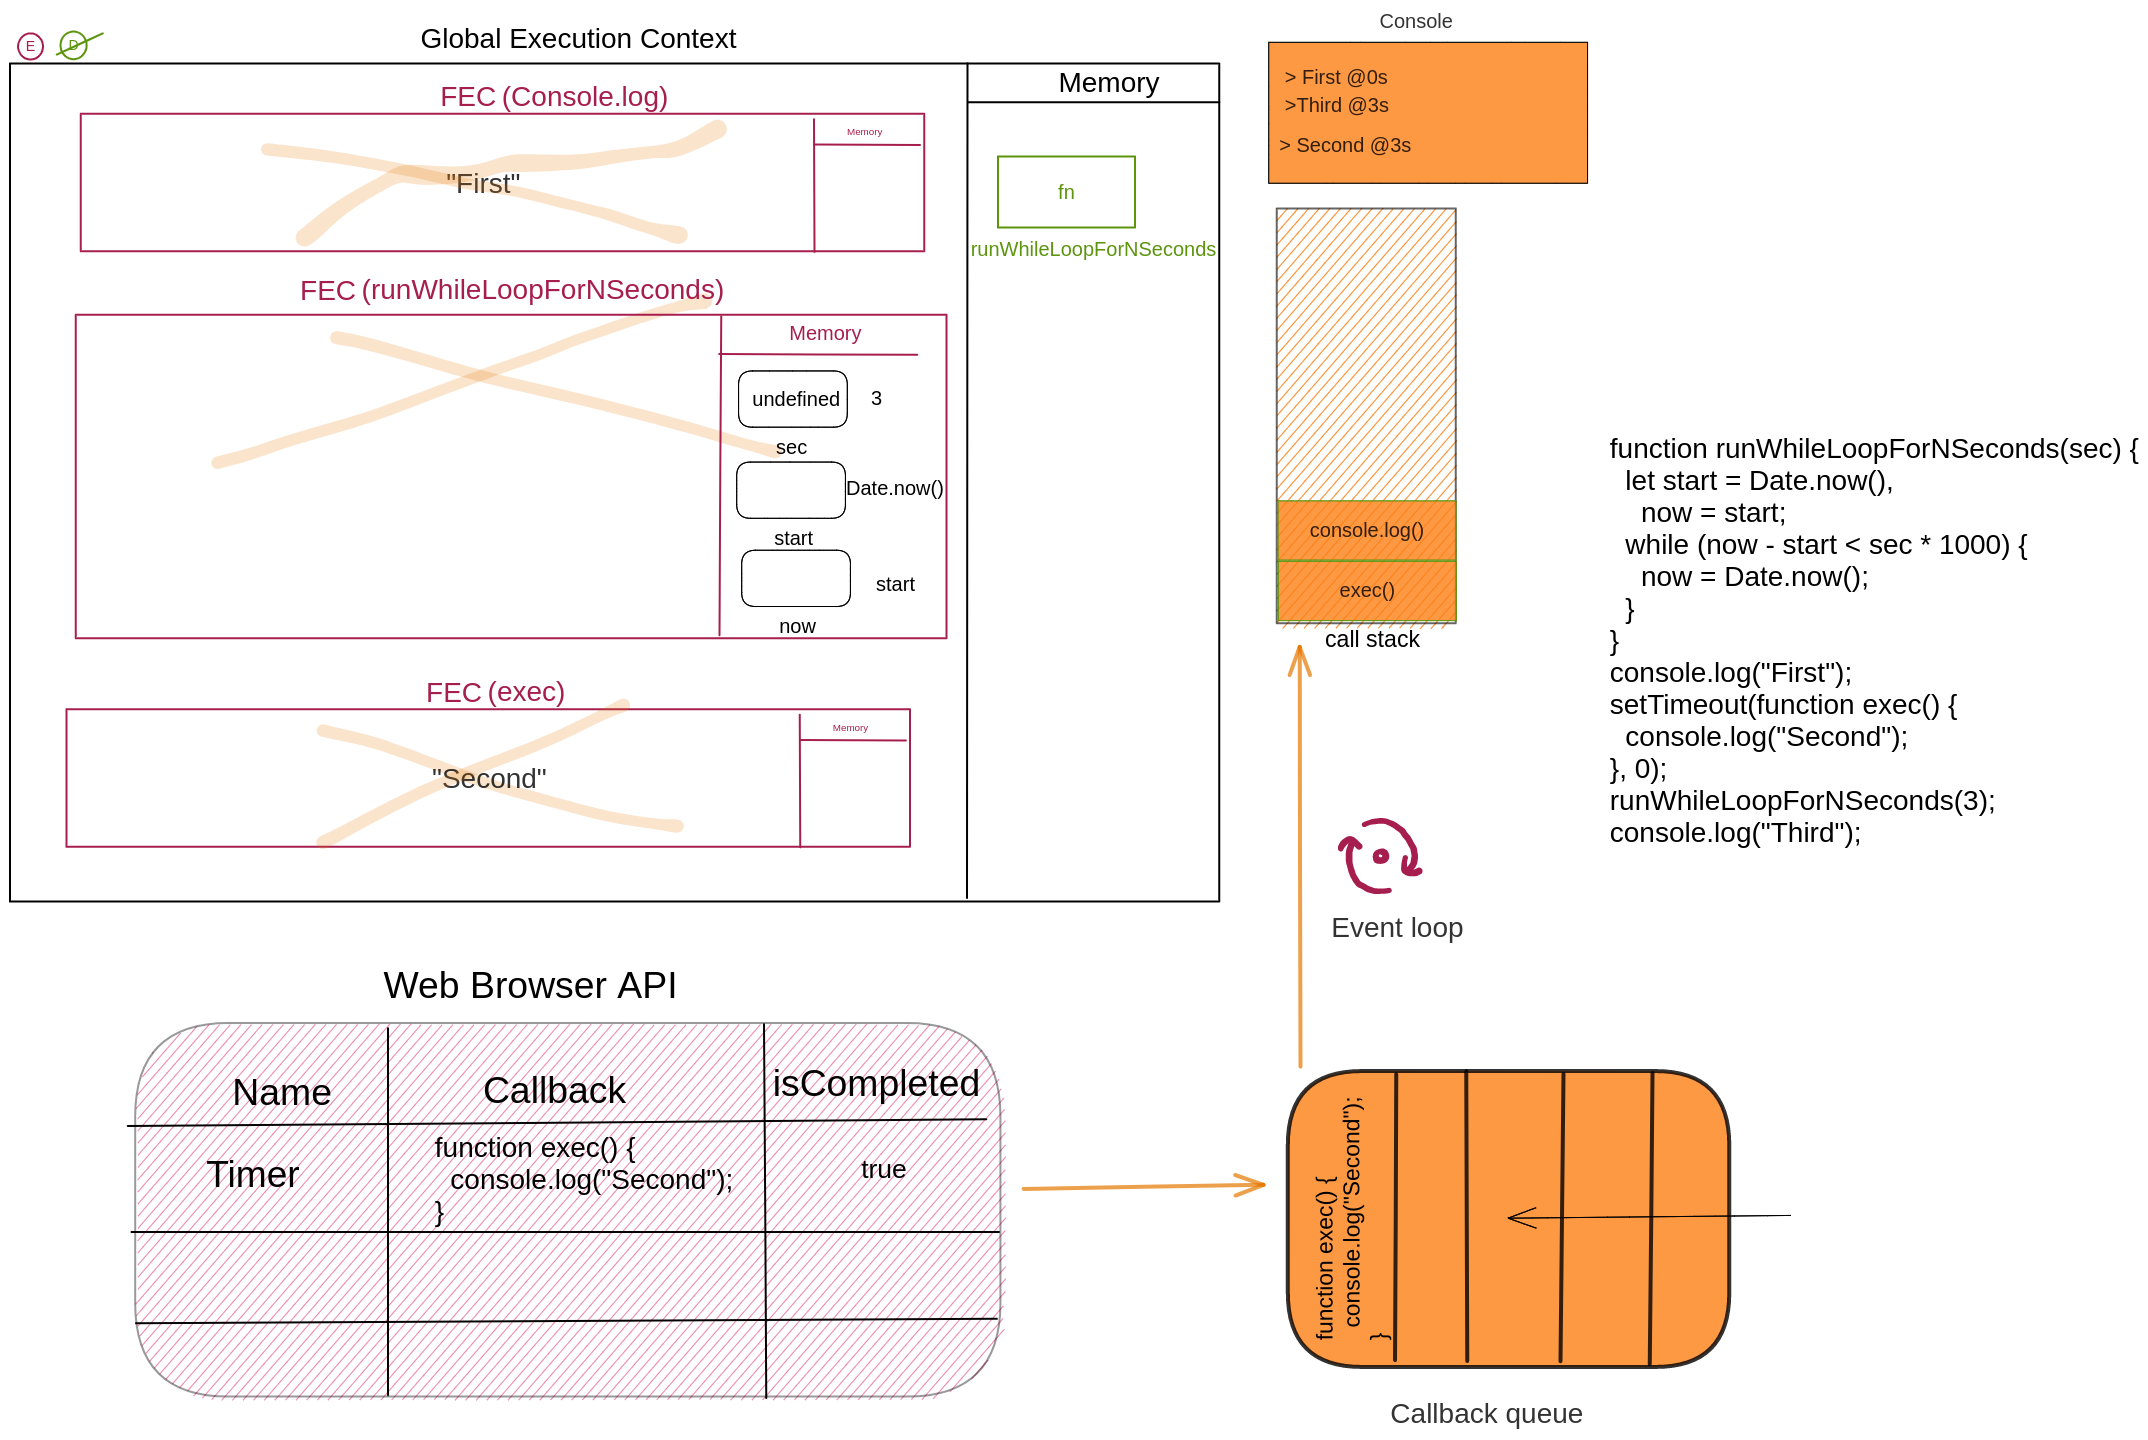 E
D
Global Execution Context
Memory
FEC (Console.log)
Memory
"First"
fn
runWhileLoopForNSeconds
FEC (runWhileLoopForNSeconds)
Memory
undefined
3
sec
Date.now()
start
start
now
FEC (exec)
Memory
"Second"
Console
> First @0s
>Third @3s
> Second @3s
console.log()
exec()
call stack
function runWhileLoopForNSeconds(sec) {
let start = Date.now(),
now = start;
while (now - start < sec * 1000) {
now = Date.now();
}
}
console.log("First");
setTimeout(function exec() {
console.log("Second");
}, 0);
runWhileLoopForNSeconds(3);
console.log("Third");
Event loop
Web Browser API
Name
Callback
isCompleted
Timer
function exec() {
console.log("Second");
}
true
function exec() {
console.log("Second");
}
Callback queue